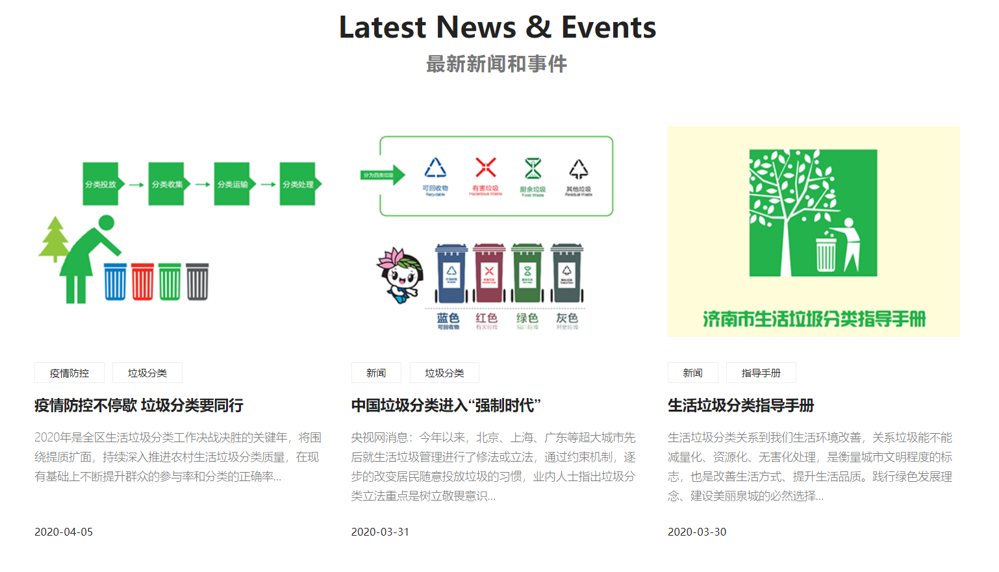 Latest News & Events
最新新闻和事件
分类投放
分类收集
分类运输
分类处理
分为四类垃圾
可回收物
Recyclable
有害垃圾
Hazardous Waste
厨余垃圾
Food Waste
其他垃圾
Residual Waste
蓝色
可回收物
红色
有害垃圾
绿色
灰色
其他垃圾
济南市生活垃圾分类指导手册
疫情防控
垃圾分类
疫情防控不停歇 垃圾分类要同行
2020年是全区生活垃圾分类工作决战决胜的关键年，将围
绕提质扩面，持续深入推进农村生活垃圾分类质量，在现
有基础上不断提升群众的参与率和分类的正确率...
2020-04-05
新闻
垃圾分类
中国垃圾分类进入“强制时代”
央视网消息：今年以来，北京、上海、广东等超大城市先
后就生活垃圾管理进行了修法或立法，通过约束机制，逐
步的改变居民随意投放垃圾的习惯，业内人士指出垃圾分
类立法重点是树立敬畏意识...
2020-03-31
新闻
指导手册
生活垃圾分类指导手册
生活垃圾分类关系到我们生活环境改善，关系垃圾能不能
减量化、资源化、无害化处理，是衡量城市文明程度的标
志，也是改善生活方式、提升生活品质。践行绿色发展理
念、建设美丽泉城的必然选择...
2020-03-30